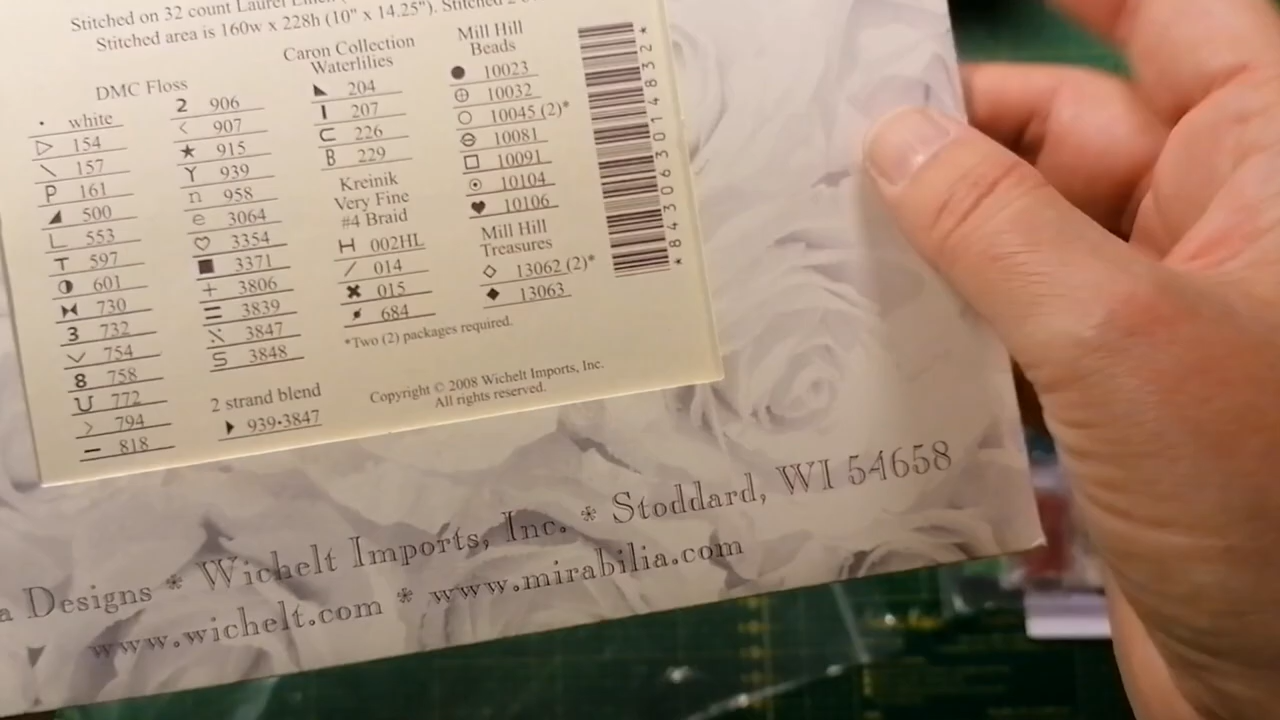 Stitched on 32 count Laurel Linen
Stitched area is 160w x 228h (10" x 14.25"). Stitched 2
DMC Floss
· white
▷ 154
\ 157
P 161
◢ 500
L 553
T 597
◑ 601
⧓ 730
3 732
∨ 754
8 758
U 772
> 794
− 818
2 906
< 907
★ 915
Y 939
n 958
e 3064
♡ 3354
■ 3371
+ 3806
= 3839
⁙ 3847
S 3848
2 strand blend
▶ 939•3847
Caron Collection
Waterlilies
◣ 204
I 207
⊂ 226
B 229
Kreinik
Very Fine
#4 Braid
H 002HL
/ 014
✖ 015
684
*Two (2) packages required.
Mill Hill
Beads
● 10023
⊕ 10032
○ 10045 (2)*
⊖ 10081
□ 10091
⊙ 10104
♥ 10106
Mill Hill
Treasures
◇ 13062 (2)*
◆ 13063
*843063014832*
Copyright © 2008 Wichelt Imports, Inc.
All rights reserved.
a Designs * Wichelt Imports, Inc. * Stoddard, WI 54658
www.wichelt.com * www.mirabilia.com